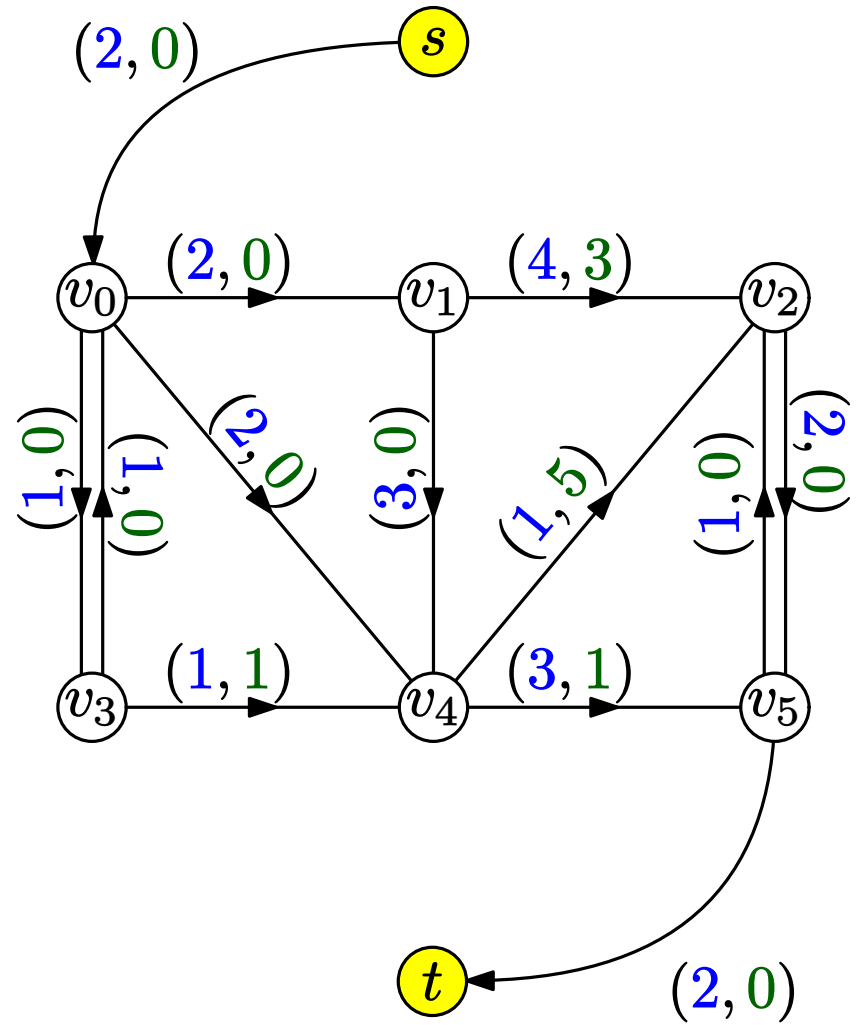 s
(2, 0)
(2, 0)
(4, 3)
v0
v1
v2
(1, 0)
(1, 0)
(2, 0)
(3, 0)
(1, 5)
(1, 0)
(2, 0)
(1, 1)
(3, 1)
v3
v4
v5
t
(2, 0)